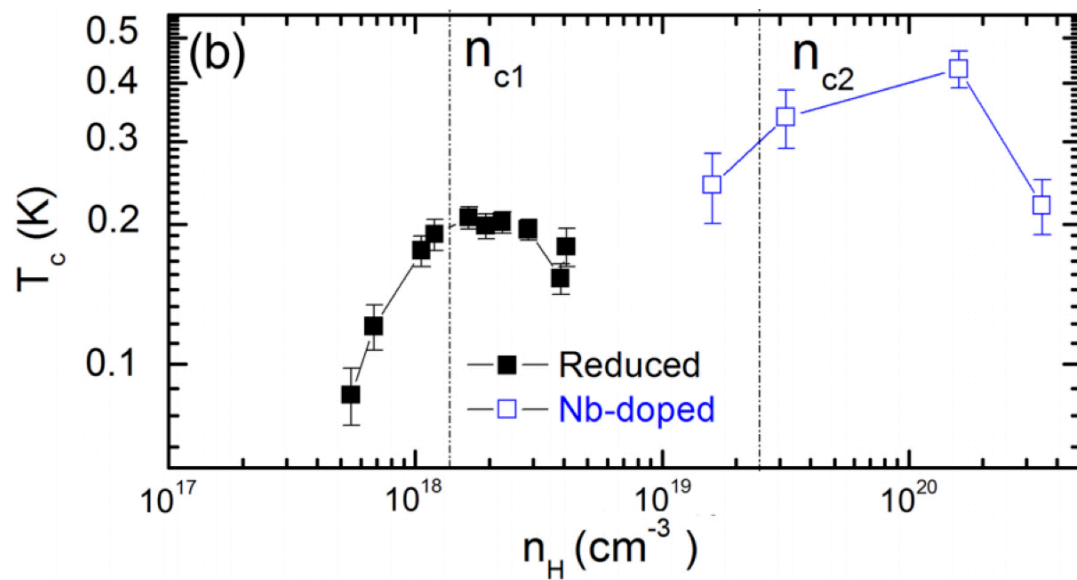 (b)
n_c1
n_c2
0.5
0.4
0.3
0.2
0.1
T_c (K)
Reduced
Nb-doped
10^17
10^18
10^19
10^20
n_H (cm^-3)